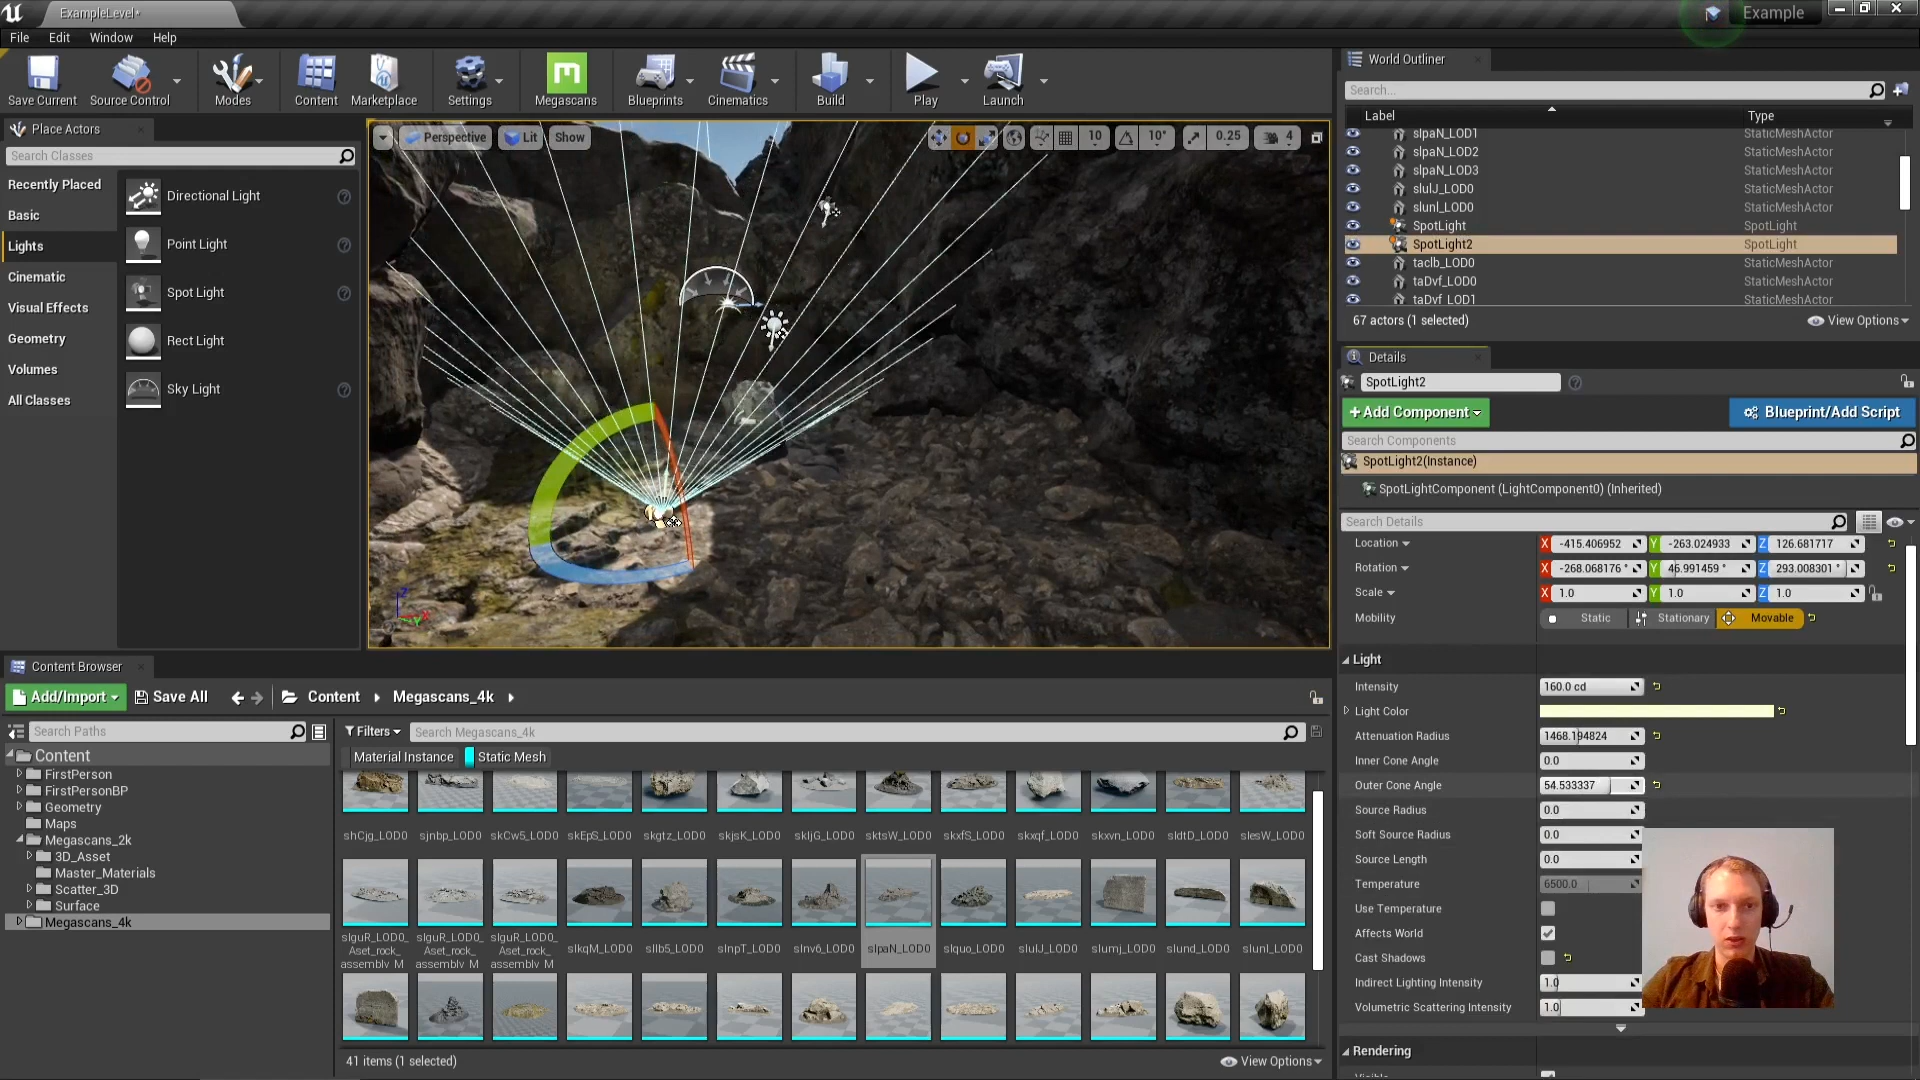 ExampleLevel*
Example
File Edit Window Help
Save Current Source Control Modes Content Marketplace Settings Megascans Blueprints Cinematics Build Play Launch
Place Actors
Search Classes
Recently Placed
Basic
Lights
Cinematic
Visual Effects
Geometry
Volumes
All Classes
Directional Light
Point Light
Spot Light
Rect Light
Sky Light
Perspective Lit Show 10 10° 0.25 4
World Outliner
Search...
Label Type
slpaN_LOD1 StaticMeshActor
slpaN_LOD2 StaticMeshActor
slpaN_LOD3 StaticMeshActor
slulJ_LOD0 StaticMeshActor
slunl_LOD0 StaticMeshActor
SpotLight SpotLight
SpotLight2 SpotLight
taclb_LOD0 StaticMeshActor
taDvf_LOD0 StaticMeshActor
taDvf_LOD1 StaticMeshActor
67 actors (1 selected) View Options
Details
SpotLight2
+Add Component Blueprint/Add Script
Search Components
SpotLight2(Instance)
SpotLightComponent (LightComponent0) (Inherited)
Search Details
Location X -415.406952 Y -263.024933 Z 126.681717
Rotation X -268.068176 ° Y 46.991459 ° Z 293.008301 °
Scale X 1.0 Y 1.0 Z 1.0
Mobility Static Stationary Movable
Light
Intensity 160.0 cd
Light Color
Attenuation Radius 1468.194824
Inner Cone Angle 0.0
Outer Cone Angle 54.533337
Source Radius 0.0
Soft Source Radius 0.0
Source Length 0.0
Temperature 6500.0
Use Temperature
Affects World
Cast Shadows
Indirect Lighting Intensity 1.0
Volumetric Scattering Intensity 1.0
Rendering
Content Browser
Add/Import Save All Content Megascans_4k
Search Paths
Content
FirstPerson
FirstPersonBP
Geometry
Maps
Megascans_2k
3D_Asset
Master_Materials
Scatter_3D
Surface
Megascans_4k
Filters Search Megascans_4k
Material Instance Static Mesh
shCjg_LOD0 sjnbp_LOD0 skCw5_LOD0 skEpS_LOD0 skgtz_LOD0 skjsK_LOD0 skljG_LOD0 sktsW_LOD0 skxfS_LOD0 skxqf_LOD0 skxvn_LOD0 sldtD_LOD0 slesW_LOD0
slguR_LOD0_ slguR_LOD0_ slguR_LOD0_ slkqM_LOD0 sllb5_LOD0 slnpT_LOD0 slnv6_LOD0 slpaN_LOD0 slquo_LOD0 slulJ_LOD0 slumj_LOD0 slund_LOD0 slunl_LOD0
Aset_rock_ Aset_rock_ Aset_rock_
assembly_M assembly_M assembly_M
41 items (1 selected) View Options